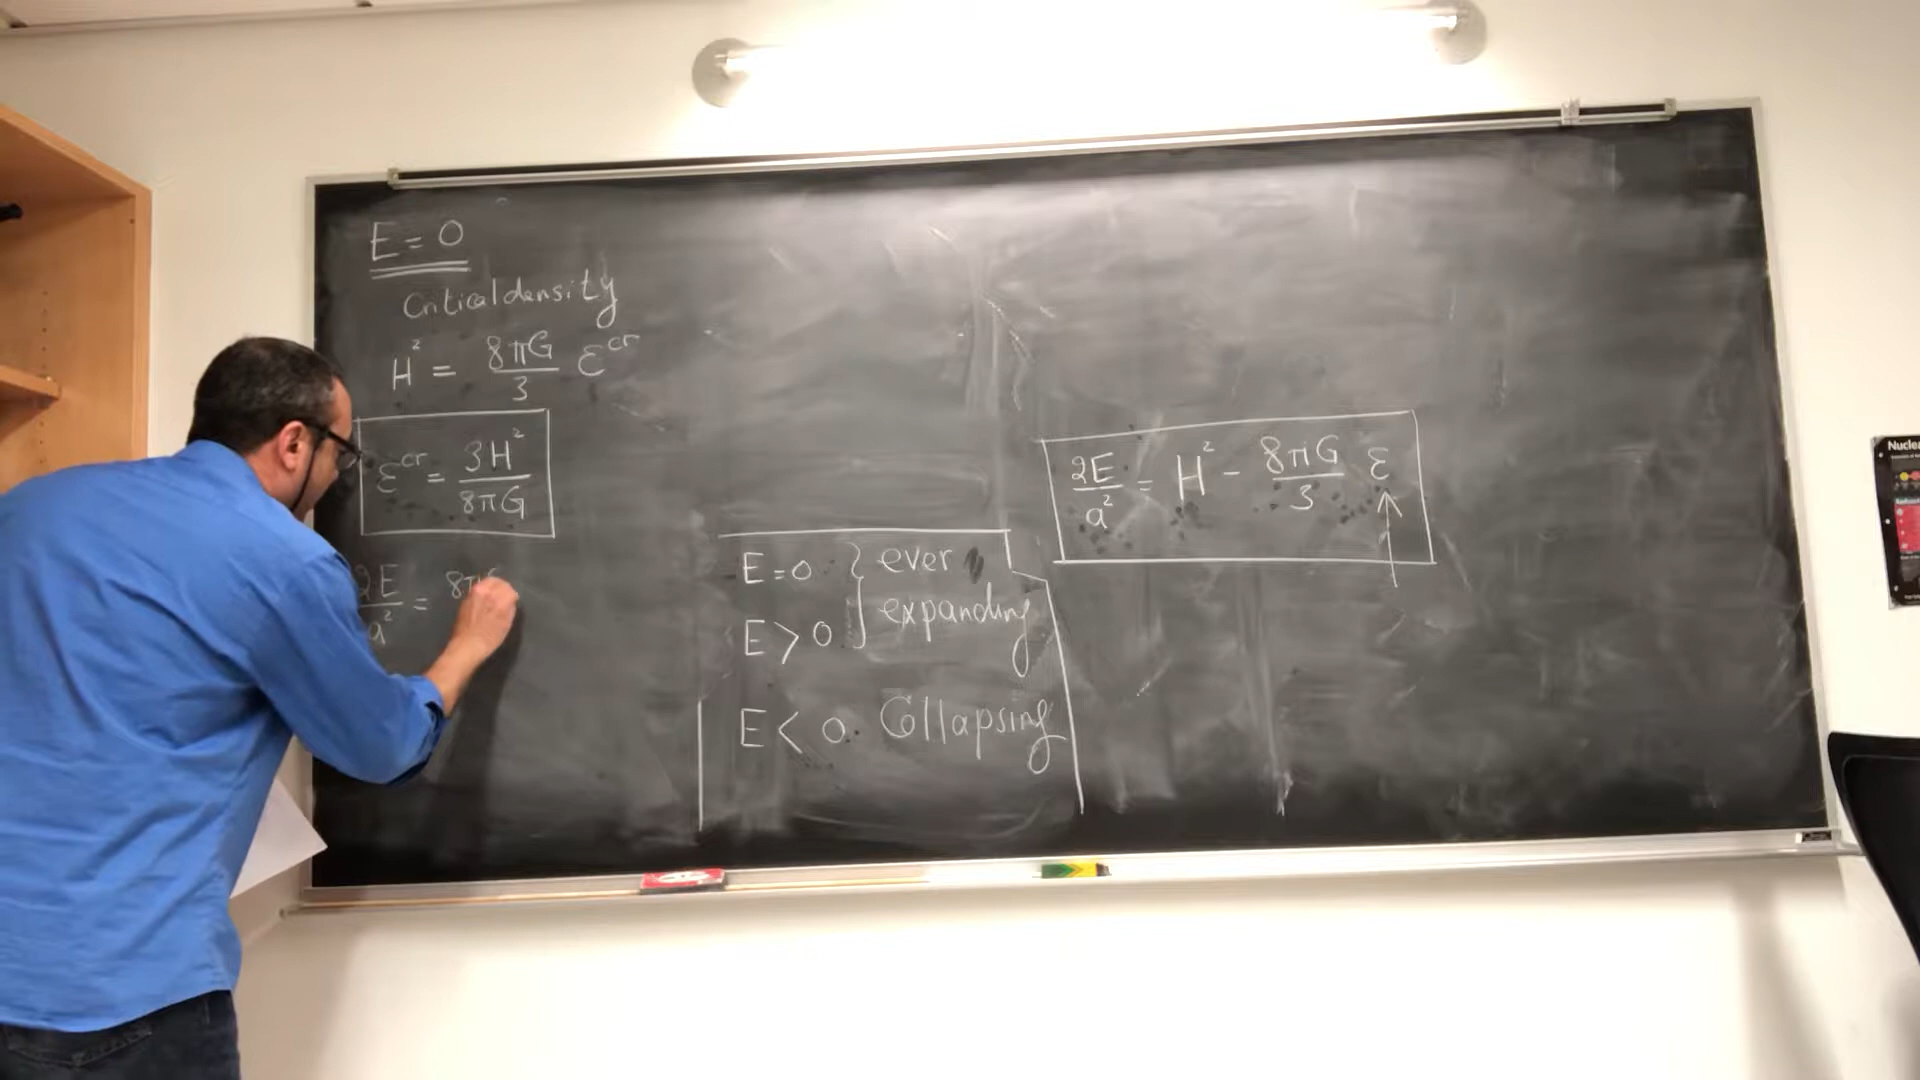 E = 0
Critical density
H² = 8πG/3 ε^cr
ε^cr = 3H²/8πG
2E/a² = 8πG
E = 0 } ever
E > 0 } expanding
E < 0. Collapsing
2E/a² = H² - 8πG/3 ε
Nuclear